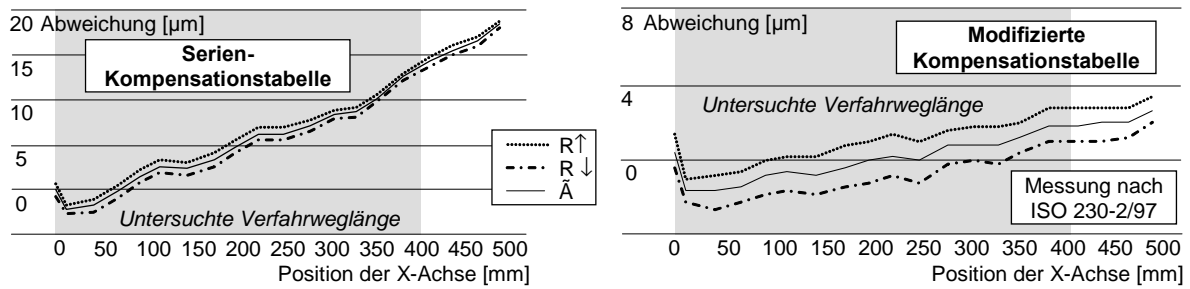 20 Abweichung [µm]
Serien-
Kompensationstabelle
15
10
5
0
Untersuchte Verfahrweglänge
0 50 100 150 200 250 300 350 400 450 500
Position der X-Achse [mm]
R↑
R ↓
Ã
8 Abweichung [µm]
Modifizierte
Kompensationstabelle
4
Untersuchte Verfahrweglänge
0
Messung nach
ISO 230-2/97
0 50 100 150 200 250 300 350 400 450 500
Position der X-Achse [mm]